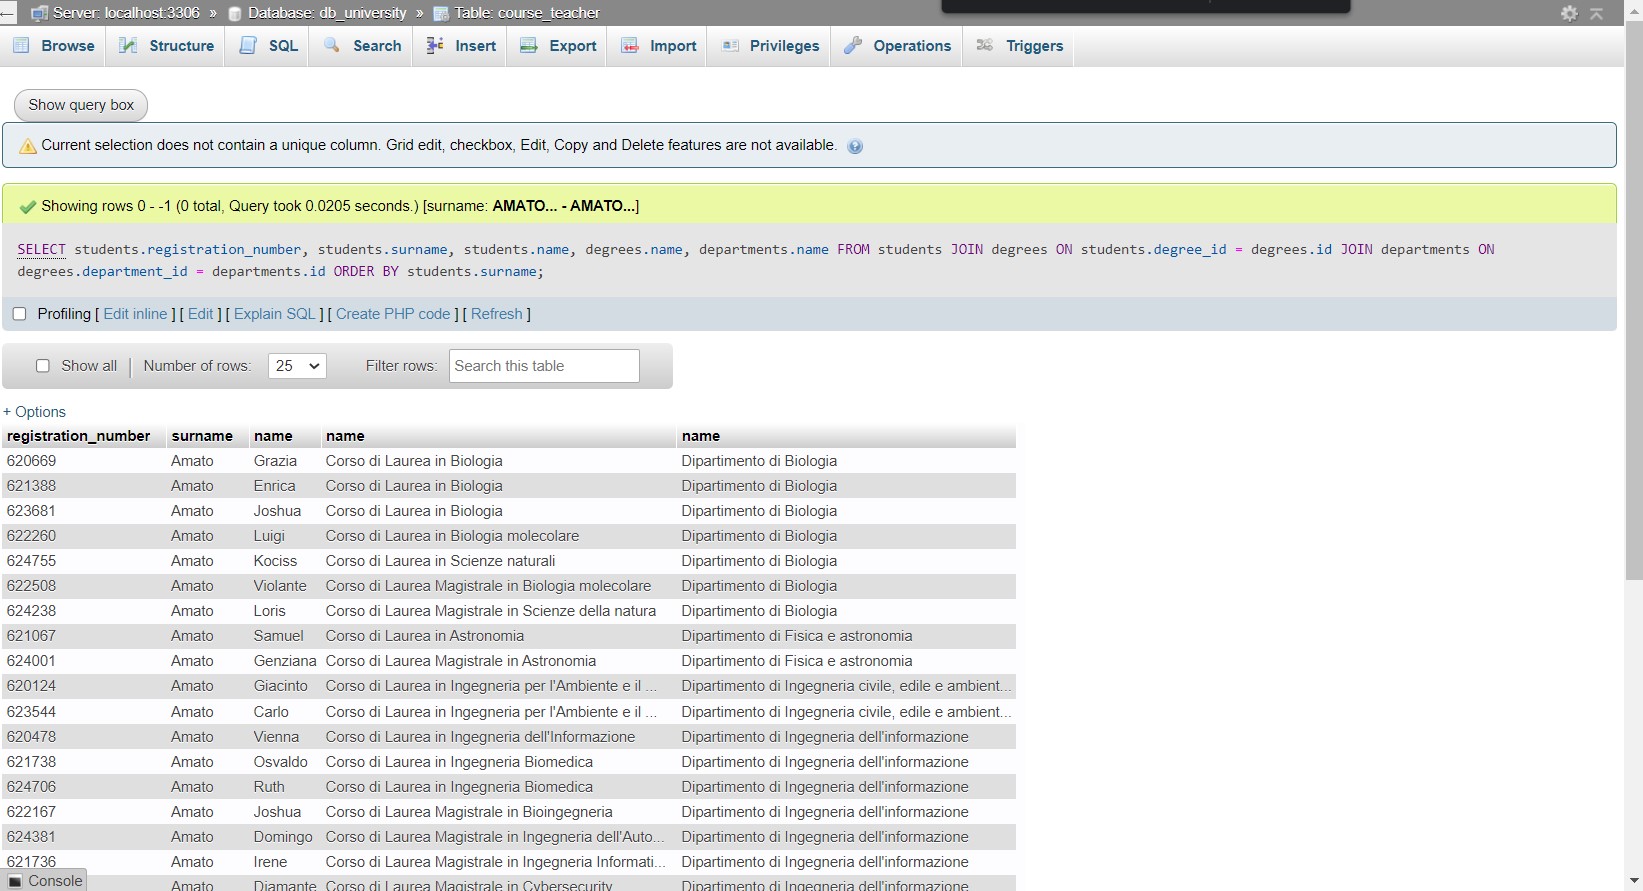 Server: localhost:3306 » Database: db_university » Table: course_teacher
Browse Structure SQL Search Insert Export Import Privileges Operations Triggers
Show query box
Current selection does not contain a unique column. Grid edit, checkbox, Edit, Copy and Delete features are not available.
Showing rows 0 - -1 (0 total, Query took 0.0205 seconds.) [surname: AMATO... - AMATO...]
SELECT students.registration_number, students.surname, students.name, degrees.name, departments.name FROM students JOIN degrees ON students.degree_id = degrees.id JOIN departments ON
degrees.department_id = departments.id ORDER BY students.surname;
Profiling [ Edit inline ] [ Edit ] [ Explain SQL ] [ Create PHP code ] [ Refresh ]
Show all | Number of rows: 25 Filter rows: Search this table
+ Options
registration_number surname name name name
620669 Amato Grazia Corso di Laurea in Biologia Dipartimento di Biologia
621388 Amato Enrica Corso di Laurea in Biologia Dipartimento di Biologia
623681 Amato Joshua Corso di Laurea in Biologia Dipartimento di Biologia
622260 Amato Luigi Corso di Laurea in Biologia molecolare Dipartimento di Biologia
624755 Amato Kociss Corso di Laurea in Scienze naturali Dipartimento di Biologia
622508 Amato Violante Corso di Laurea Magistrale in Biologia molecolare Dipartimento di Biologia
624238 Amato Loris Corso di Laurea Magistrale in Scienze della natura Dipartimento di Biologia
621067 Amato Samuel Corso di Laurea in Astronomia Dipartimento di Fisica e astronomia
624001 Amato Genziana Corso di Laurea Magistrale in Astronomia Dipartimento di Fisica e astronomia
620124 Amato Giacinto Corso di Laurea in Ingegneria per l'Ambiente e il ... Dipartimento di Ingegneria civile, edile e ambient...
623544 Amato Carlo Corso di Laurea in Ingegneria per l'Ambiente e il ... Dipartimento di Ingegneria civile, edile e ambient...
620478 Amato Vienna Corso di Laurea in Ingegneria dell'Informazione Dipartimento di Ingegneria dell'informazione
621738 Amato Osvaldo Corso di Laurea in Ingegneria Biomedica Dipartimento di Ingegneria dell'informazione
624706 Amato Ruth Corso di Laurea in Ingegneria Biomedica Dipartimento di Ingegneria dell'informazione
622167 Amato Joshua Corso di Laurea Magistrale in Bioingegneria Dipartimento di Ingegneria dell'informazione
624381 Amato Domingo Corso di Laurea Magistrale in Ingegneria dell'Auto... Dipartimento di Ingegneria dell'informazione
621736 Amato Irene Corso di Laurea Magistrale in Ingegneria Informati... Dipartimento di Ingegneria dell'informazione
Console Amato Diamante Corso di Laurea Magistrale in Cybersecurity Dipartimento di Ingegneria dell'informazione